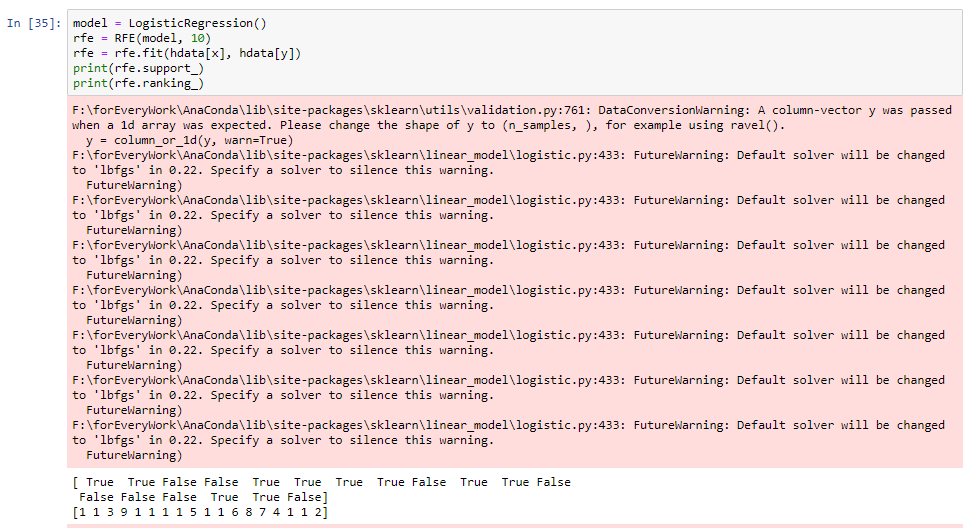 In [35]: model = LogisticRegression()
rfe = RFE(model, 10)
rfe = rfe.fit(hdata[x], hdata[y])
print(rfe.support_)
print(rfe.ranking_)
F:\forEveryWork\AnaConda\lib\site-packages\sklearn\utils\validation.py:761: DataConversionWarning: A column-vector y was passed
when a 1d array was expected. Please change the shape of y to (n_samples, ), for example using ravel().
  y = column_or_1d(y, warn=True)
F:\forEveryWork\AnaConda\lib\site-packages\sklearn\linear_model\logistic.py:433: FutureWarning: Default solver will be changed
to 'lbfgs' in 0.22. Specify a solver to silence this warning.
  FutureWarning)
F:\forEveryWork\AnaConda\lib\site-packages\sklearn\linear_model\logistic.py:433: FutureWarning: Default solver will be changed
to 'lbfgs' in 0.22. Specify a solver to silence this warning.
  FutureWarning)
F:\forEveryWork\AnaConda\lib\site-packages\sklearn\linear_model\logistic.py:433: FutureWarning: Default solver will be changed
to 'lbfgs' in 0.22. Specify a solver to silence this warning.
  FutureWarning)
F:\forEveryWork\AnaConda\lib\site-packages\sklearn\linear_model\logistic.py:433: FutureWarning: Default solver will be changed
to 'lbfgs' in 0.22. Specify a solver to silence this warning.
  FutureWarning)
F:\forEveryWork\AnaConda\lib\site-packages\sklearn\linear_model\logistic.py:433: FutureWarning: Default solver will be changed
to 'lbfgs' in 0.22. Specify a solver to silence this warning.
  FutureWarning)
F:\forEveryWork\AnaConda\lib\site-packages\sklearn\linear_model\logistic.py:433: FutureWarning: Default solver will be changed
to 'lbfgs' in 0.22. Specify a solver to silence this warning.
  FutureWarning)
F:\forEveryWork\AnaConda\lib\site-packages\sklearn\linear_model\logistic.py:433: FutureWarning: Default solver will be changed
to 'lbfgs' in 0.22. Specify a solver to silence this warning.
  FutureWarning)
[ True  True False False  True  True  True  True False  True  True False
 False False False  True  True False]
[1 1 3 9 1 1 1 1 5 1 1 6 8 7 4 1 1 2]